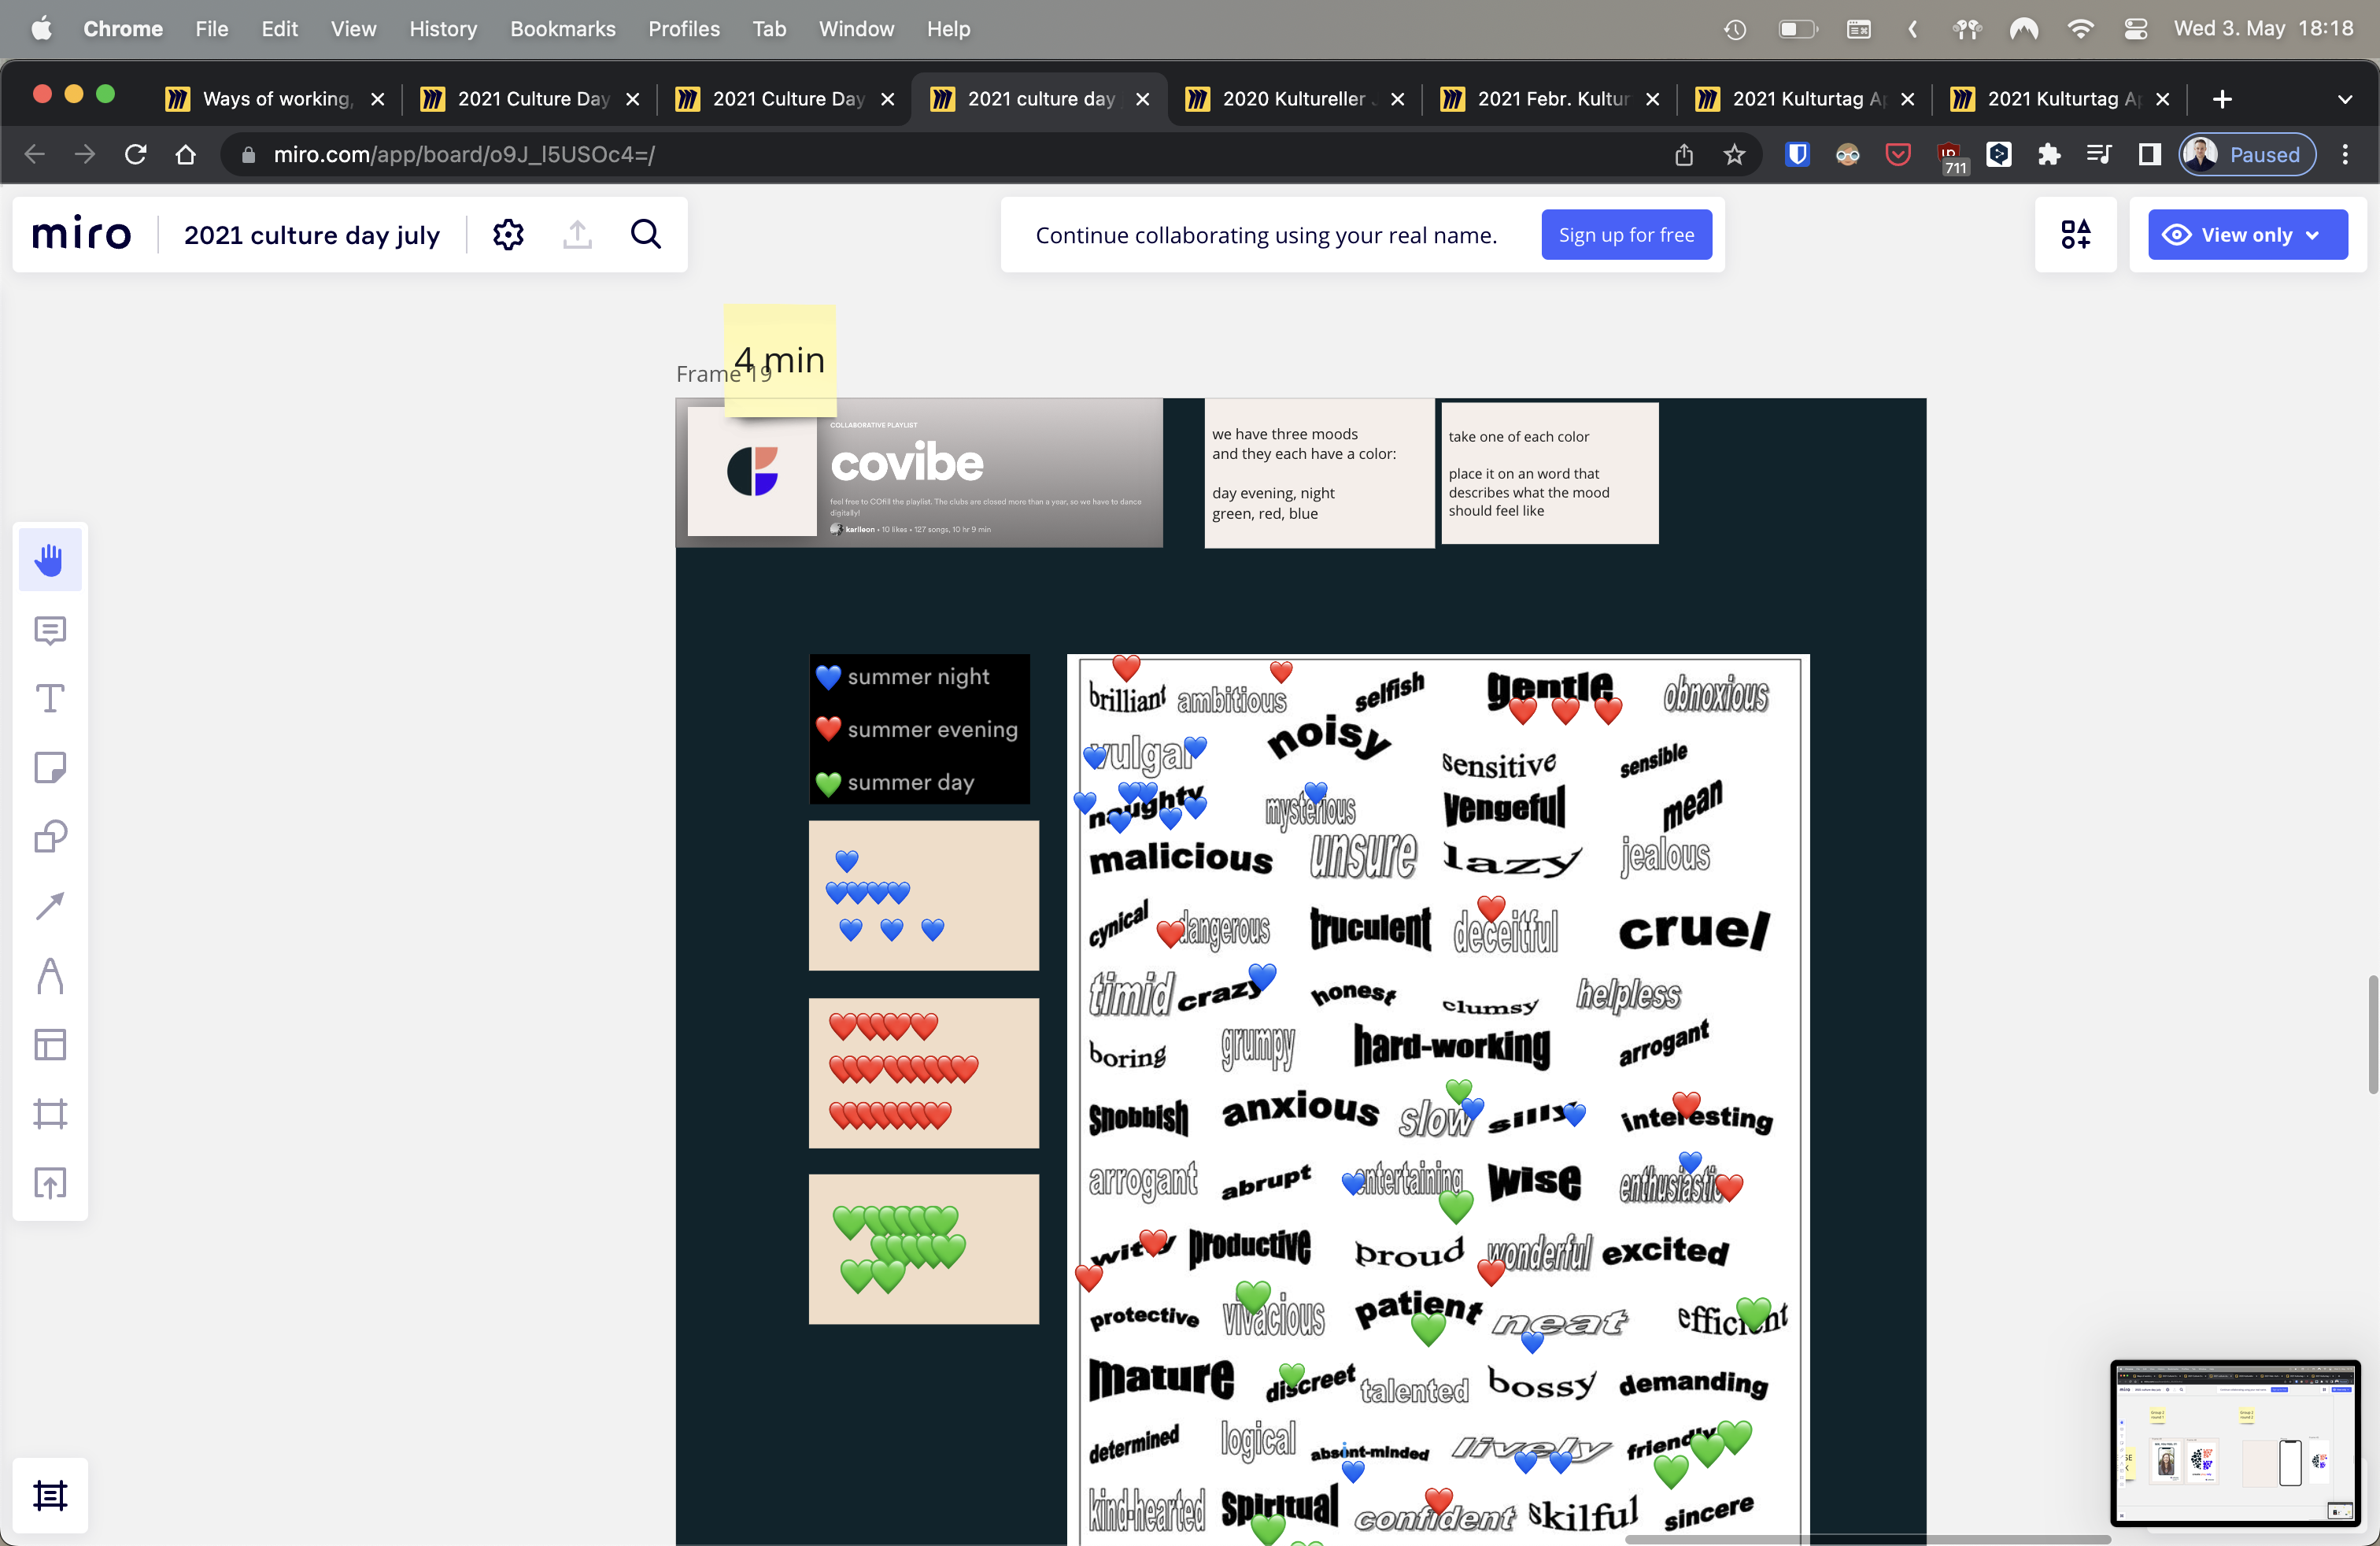 Chrome File Edit View History Bookmarks Profiles Tab Window Help
Wed 3. May 18:18
Ways of working,
2021 Culture Day
2021 Culture Day
2021 culture day
2020 Kultureller
2021 Febr. Kultur
2021 Kulturtag Ap
2021 Kulturtag Ap
miro.com/app/board/o9J_l5USOc4=/
711
Paused
miro
2021 culture day july
Continue collaborating using your real name.
Sign up for free
View only
4 min
Frame 19
COLLABORATIVE PLAYLIST
covibe
feel free to COfill the playlist. The clubs are closed more than a year, so we have to dance
digitally!
karlleon • 10 likes • 127 songs, 10 hr 9 min
we have three moods
and they each have a color:
day evening, night
green, red, blue
take one of each color
place it on an word that
describes what the mood
should feel like
summer night
summer evening
summer day
brilliant ambitious selfish gentle obnoxious
vulgar noisy sensitive sensible
naughty mysterious Vengeful mean
malicious unsure lazy jealous
cynical dangerous truculent deceitful cruel
timid crazy honest clumsy helpless
boring grumpy hard-working arrogant
Snobbish anxious slow silly interesting
arrogant abrupt entertaining Wise enthusiastic
witty productive proud wonderful excited
protective vivacious patient neat efficient
mature discreet talented bossy demanding
determined logical absent-minded lively friendly
kind-hearted Spiritual confident Skilful sincere